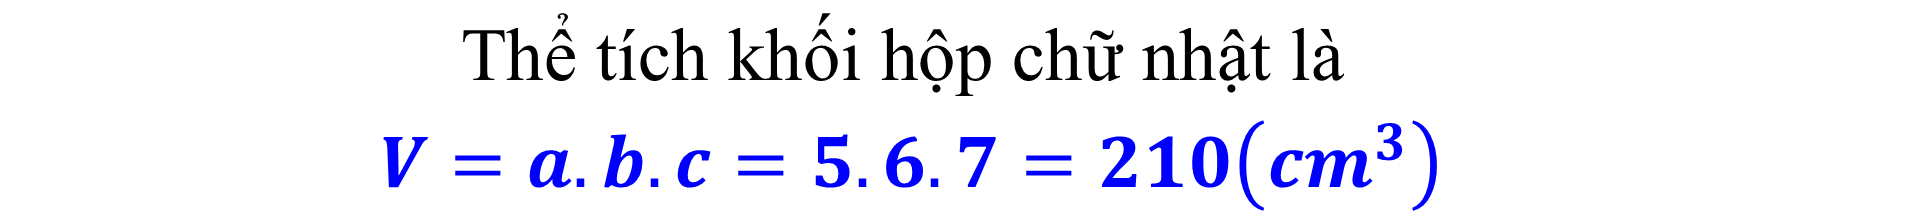 Thể tích khối hộp chữ nhật là
V = a. b. c = 5. 6. 7 = 210(cm³)